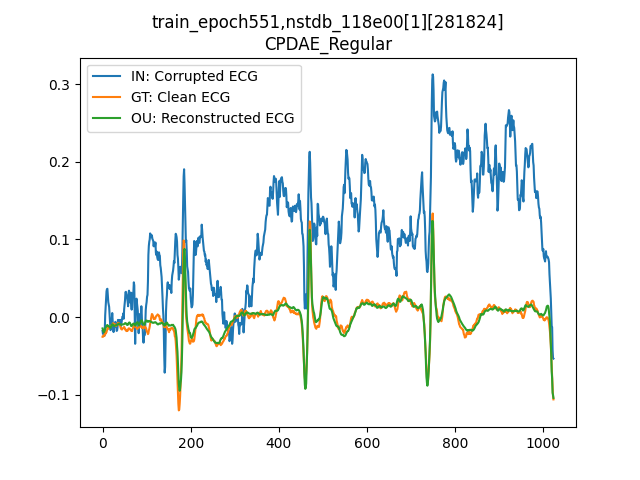 train_epoch551,nstdb_118e00[1][281824]
CPDAE_Regular
IN: Corrupted ECG
GT: Clean ECG
OU: Reconstructed ECG
0.3
0.2
0.1
0.0
−0.1
0 200 400 600 800 1000